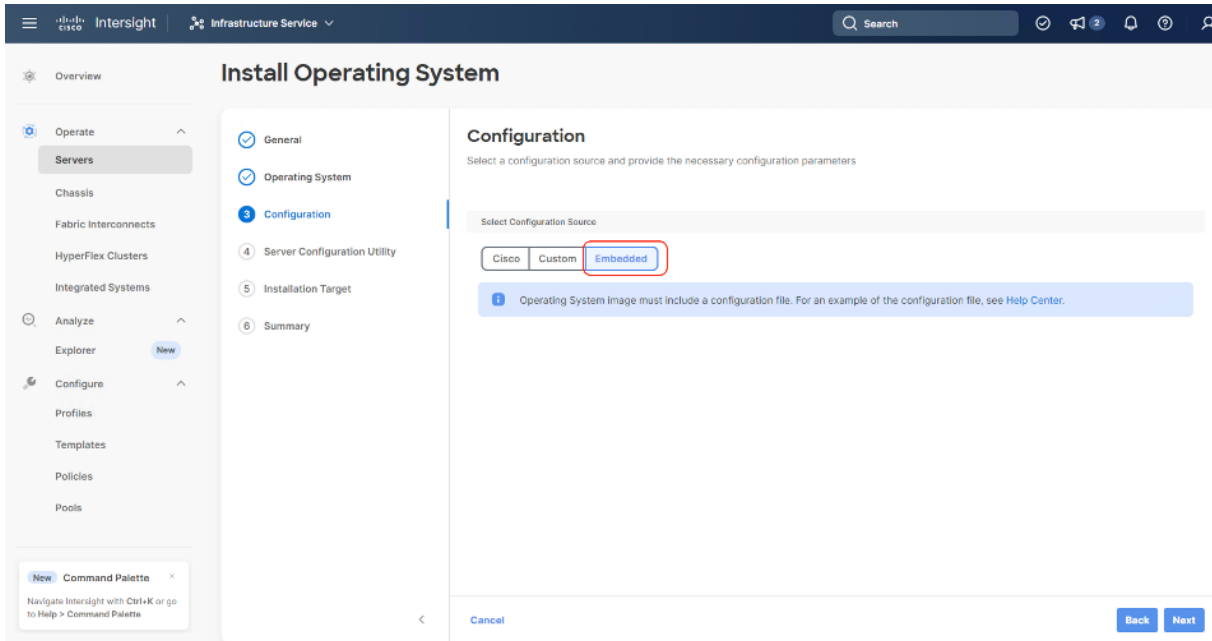 cisco Intersight Infrastructure Service Search 2
Overview
Operate
Servers
Chassis
Fabric Interconnects
HyperFlex Clusters
Integrated Systems
Analyze
Explorer New
Configure
Profiles
Templates
Policies
Pools
New Command Palette ×
Navigate Intersight with Ctrl+K or go
to Help > Command Palette
Install Operating System
General
Operating System
3 Configuration
4 Server Configuration Utility
5 Installation Target
6 Summary
Configuration
Select a configuration source and provide the necessary configuration parameters
Select Configuration Source
Cisco Custom Embedded
Operating System image must include a configuration file. For an example of the configuration file, see Help Center.
Cancel Back Next